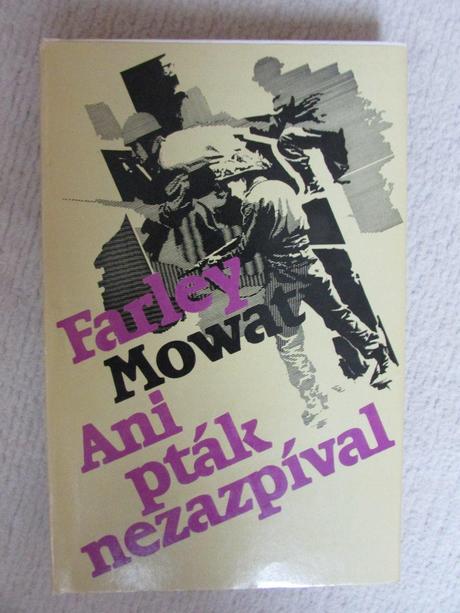 Farley
Mowat
Ani
pták
nezazpíval